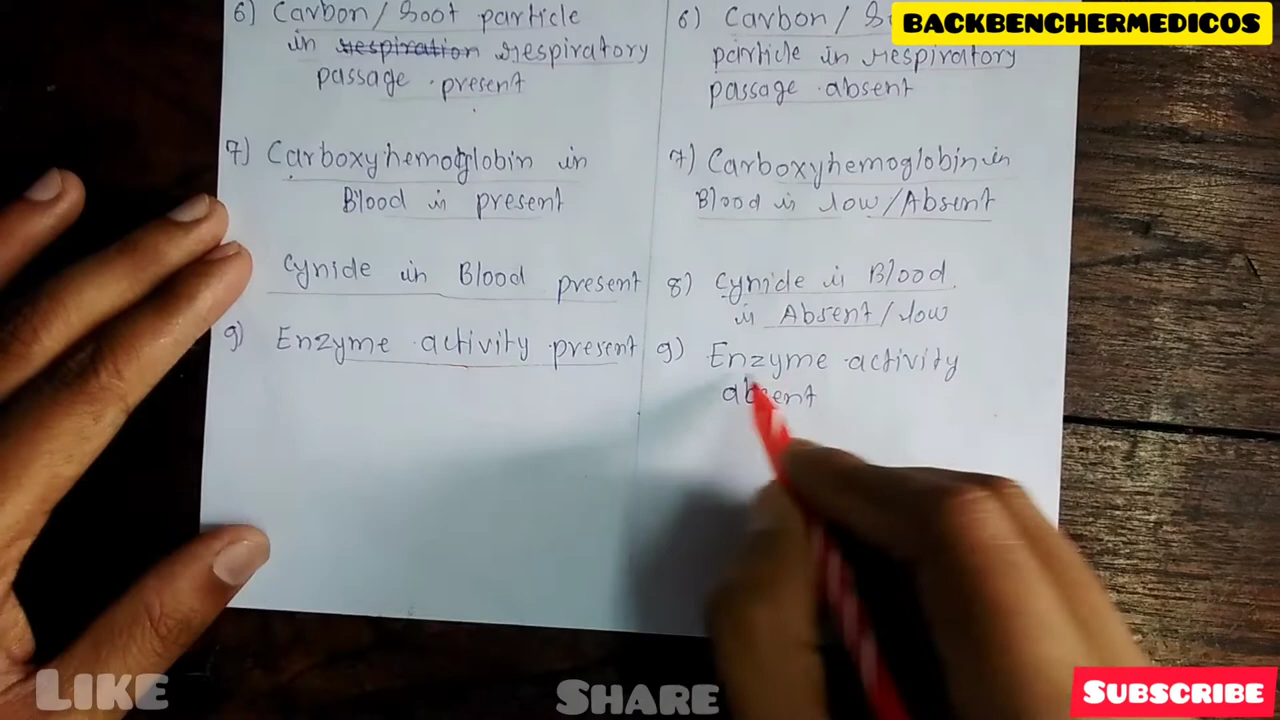 BACKBENCHERMEDICOS
6) Carbon / Soot particle
in respiration respiratory
passage present
7) Carboxyhemoglobin in
Blood is present
Cynide in Blood present
9) Enzyme activity present
6) Carbon /
particle in respiratory
passage absent
7) Carboxyhemoglobin in
Blood is low/Absent
8) Cynide is Blood
is Absent / low
9) Enzyme activity
absent
LIKE
SHARE
SUBSCRIBE